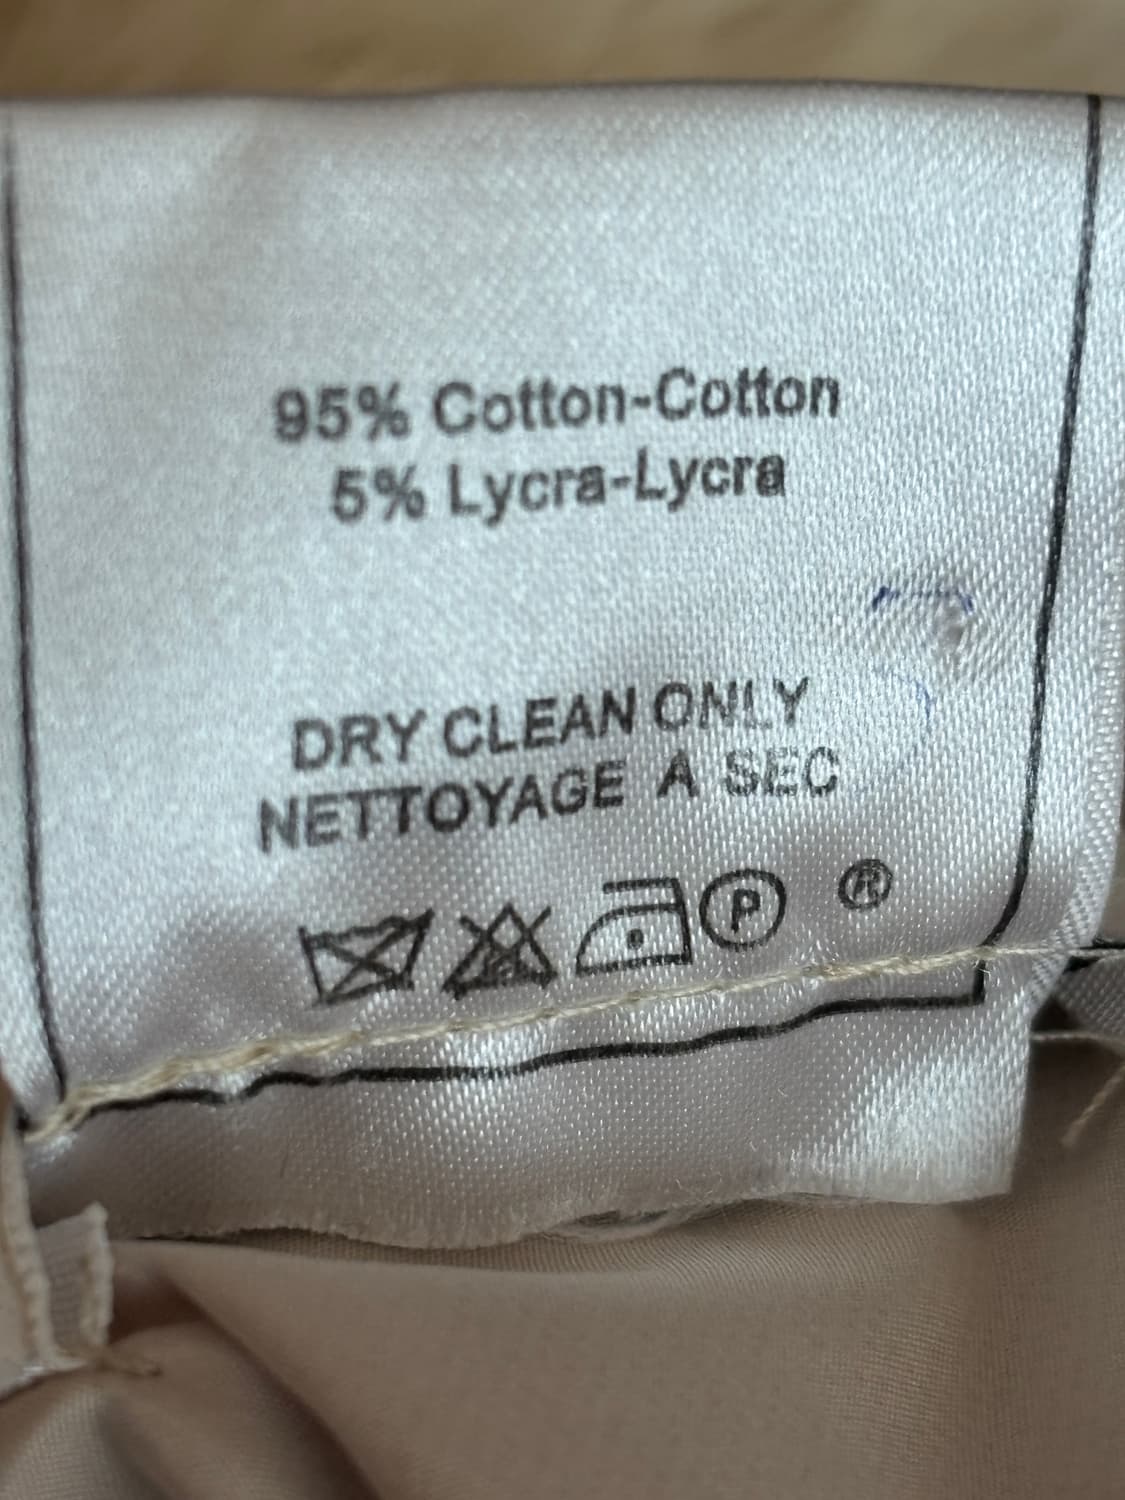 95% Cotton-Cotton
5% Lycra-Lycra
DRY CLEAN ONLY
NETTOYAGE A SEC
P ®